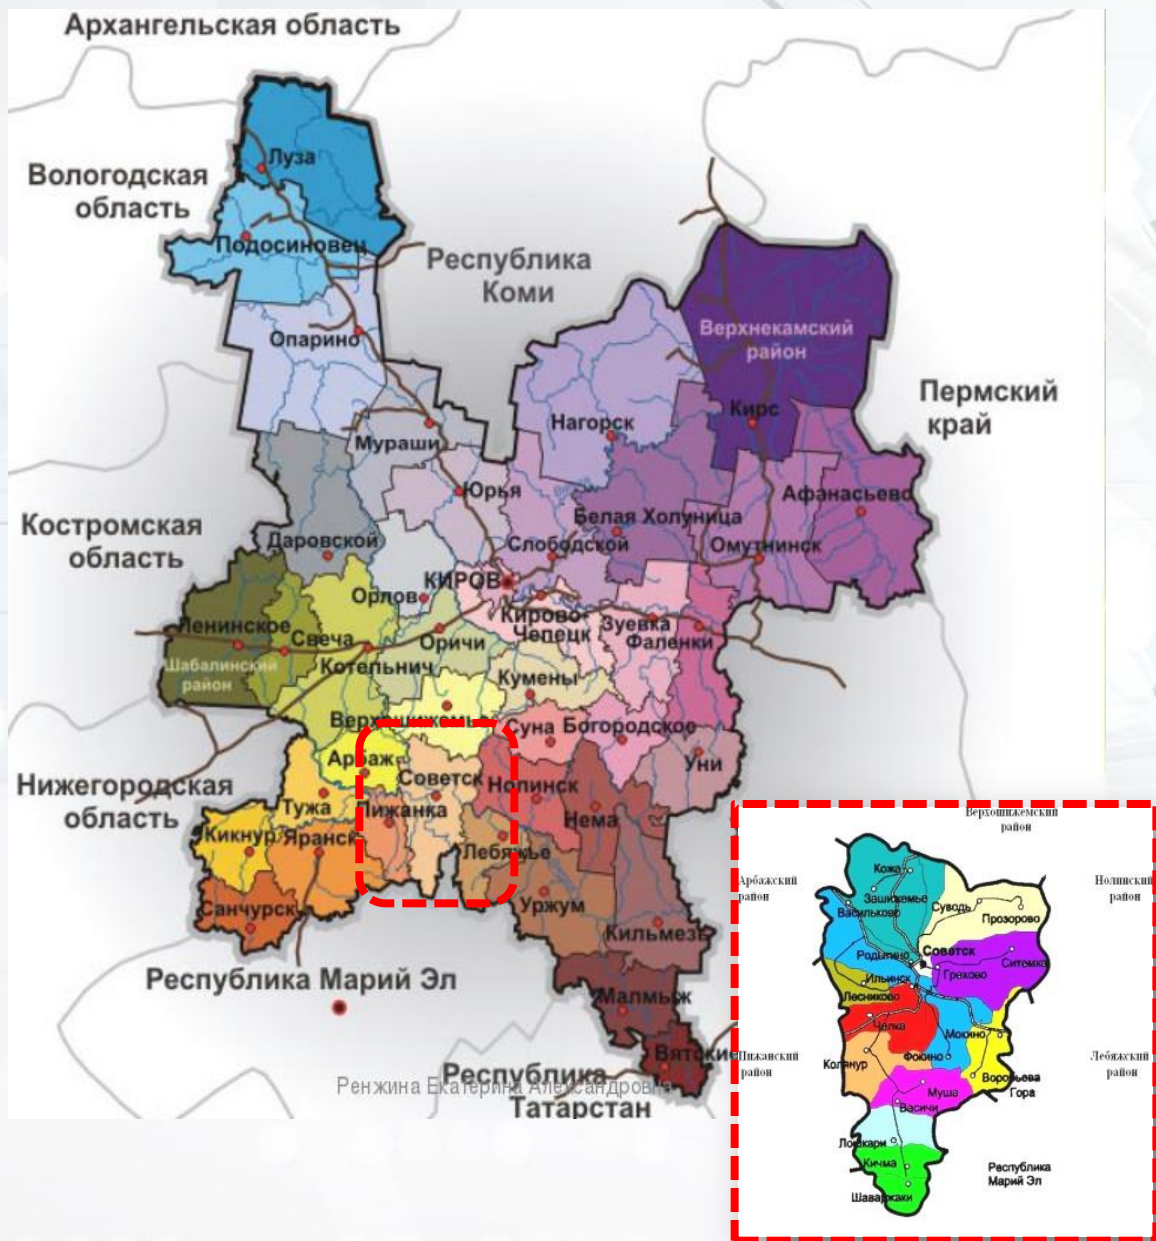 Архангельская область
Вологодская
область
Луза
Подосиновец
Республика
Коми
Опарино
Верхнекамский
район
Пермский
край
Кирс
Нагорск
Мураши
Юрья
Афанасьево
Белая Холуница
Костромская
область
Даровской
Слободской
Омутнинск
КИРОВ
Орлов
Кирово-
Чепецк
Зуевка
Фаленки
Ленинское
Свеча
Оричи
Котельнич
Шабалинский
район
Кумены
Верхошижемье
Суна
Богородское
Арбаж
Уни
Нижегородская
область
Советск
Нолинск
Тужа
Пижанка
Нема
Кикнур
Яранск
Лебяжье
Санчурск
Уржум
Кильмезь
Республика Марий Эл
Малмыж
Вятские
Республика
Татарстан
Ренжина Екатерина Александровна
Верхошижемский
район
Арбажский
район
Нолинский
район
Кожа
Зашижемье
Васильково
Суводь
Прозорово
Родыгино
Советск
Ситемка
Грехово
Ильинск
Лесниково
Челка
Мокино
Пижанский
район
Колянур
Фокино
Лебяжский
район
Воробьева
Гора
Муша
Васичи
Лошкари
Кичма
Республика
Марий Эл
Шаваржаки